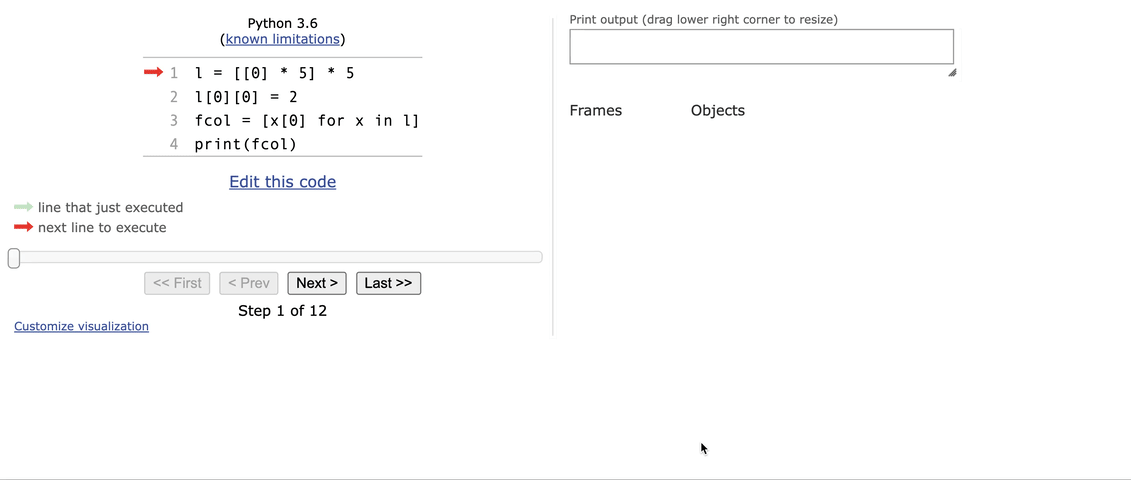 Python 3.6
(known limitations)
1 l = [[0] * 5] * 5
2 l[0][0] = 2
3 fcol = [x[0] for x in l]
4 print(fcol)
Edit this code
line that just executed
next line to execute
<< First < Prev Next > Last >>
Step 1 of 12
Customize visualization
Print output (drag lower right corner to resize)
Frames Objects